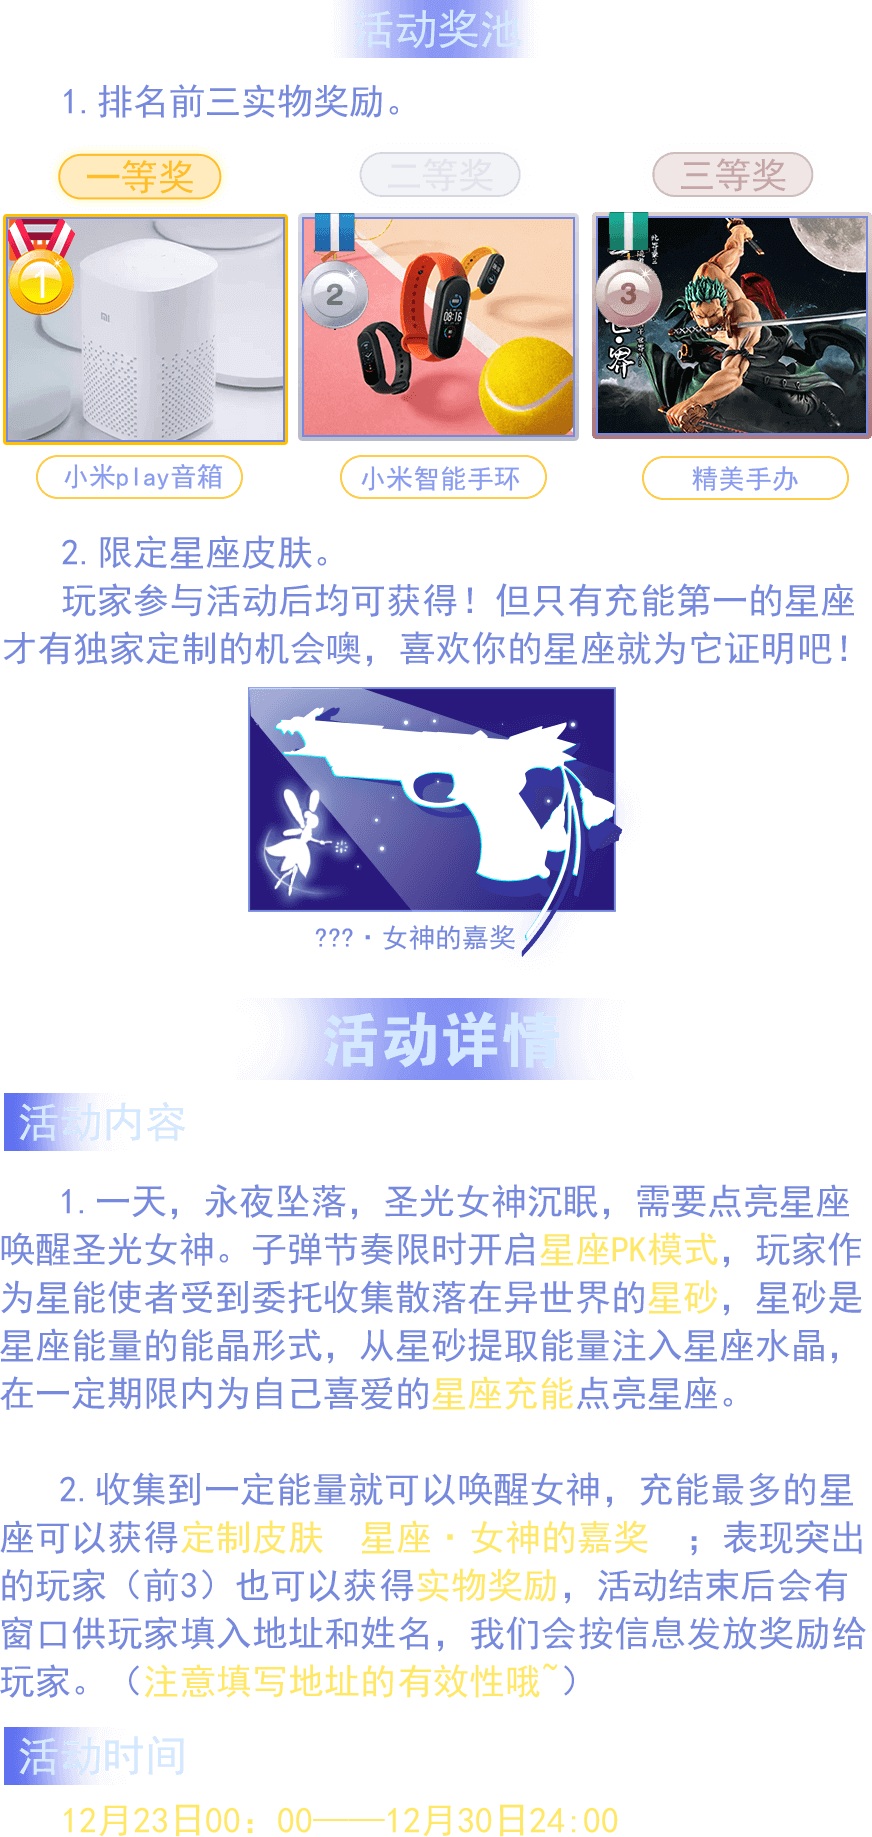 活动奖池
1.排名前三实物奖励。
一等奖 二等奖 三等奖
1
2
08:16
3
小米play音箱 小米智能手环 精美手办
2.限定星座皮肤。
玩家参与活动后均可获得！但只有充能第一的星座
才有独家定制的机会噢，喜欢你的星座就为它证明吧！
???·女神的嘉奖
活动详情
活动内容
1.一天，永夜坠落，圣光女神沉眠，需要点亮星座
唤醒圣光女神。子弹节奏限时开启星座PK模式，玩家作
为星能使者受到委托收集散落在异世界的星砂，星砂是
星座能量的能晶形式，从星砂提取能量注入星座水晶，
在一定期限内为自己喜爱的星座充能点亮星座。
2.收集到一定能量就可以唤醒女神，充能最多的星
座可以获得定制皮肤 星座·女神的嘉奖 ；表现突出
的玩家（前3）也可以获得实物奖励，活动结束后会有
窗口供玩家填入地址和姓名，我们会按信息发放奖励给
玩家。（注意填写地址的有效性哦~）
活动时间
12月23日00：00——12月30日24:00